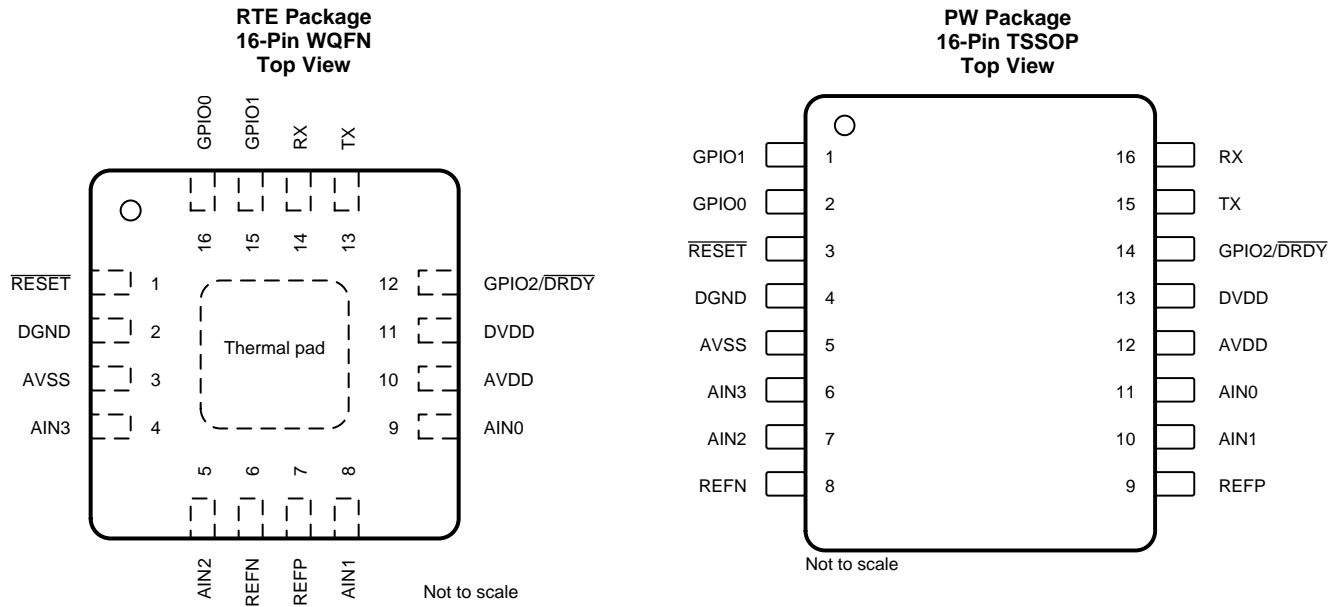 RTE Package
16-Pin WQFN
Top View
GPIO0
GPIO1
RX
TX
16
15
14
13
RESET
1
12
GPIO2/DRDY
DGND
2
11
DVDD
AVSS
3
Thermal pad
10
AVDD
AIN3
4
9
AIN0
5
6
7
8
AIN2
REFN
REFP
AIN1
Not to scale
PW Package
16-Pin TSSOP
Top View
GPIO1
1
16
RX
GPIO0
2
15
TX
RESET
3
14
GPIO2/DRDY
DGND
4
13
DVDD
AVSS
5
12
AVDD
AIN3
6
11
AIN0
AIN2
7
10
AIN1
REFN
8
9
REFP
Not to scale